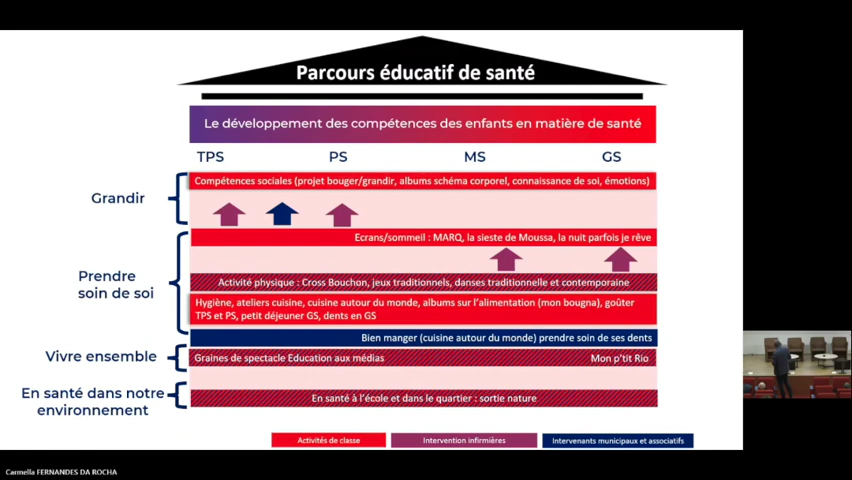 Parcours éducatif de santé
Le développement des compétences des enfants en matière de santé
TPS PS MS GS
Grandir
Compétences sociales (projet bouger/grandir, albums schéma corporel, connaissance de soi, émotions)
Ecrans/sommeil : MARQ, la sieste de Moussa, la nuit parfois je rêve
Prendre
soin de soi
Activité physique : Cross Bouchon, jeux traditionnels, danses traditionnelle et contemporaine
Hygiène, ateliers cuisine, cuisine autour du monde, albums sur l'alimentation (mon bougna), goûter
TPS et PS, petit déjeuner GS, dents en GS
Bien manger (cuisine autour du monde) prendre soin de ses dents
Vivre ensemble
Graines de spectacle Education aux médias
Mon p'tit Rio
En santé dans notre
environnement
En santé à l'école et dans le quartier : sortie nature
Activités de classe
Intervention infirmières
Intervenants municipaux et associatifs
Carmella FERNANDES DA ROCHA